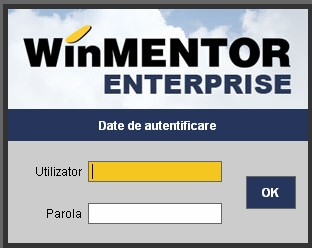 WinMENTOR
ENTERPRISE
Date de autentificare
Utilizator
OK
Parola